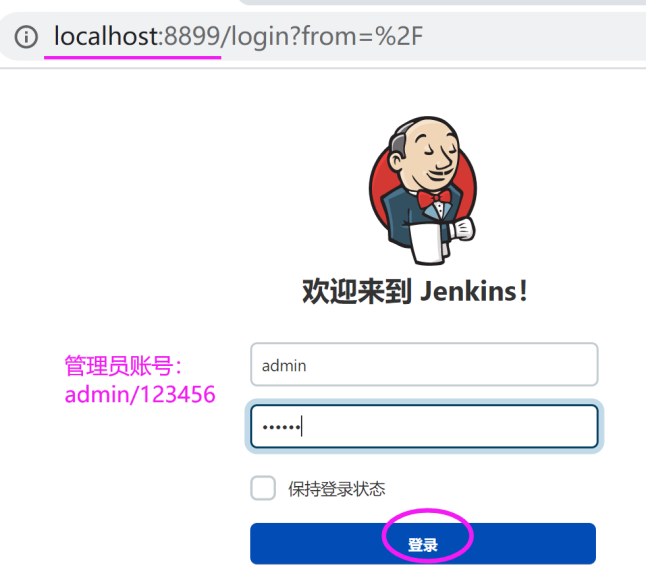 localhost:8899/login?from=%2F
欢迎来到 Jenkins!
管理员账号：
admin/123456
admin
••••••
保持登录状态
登录